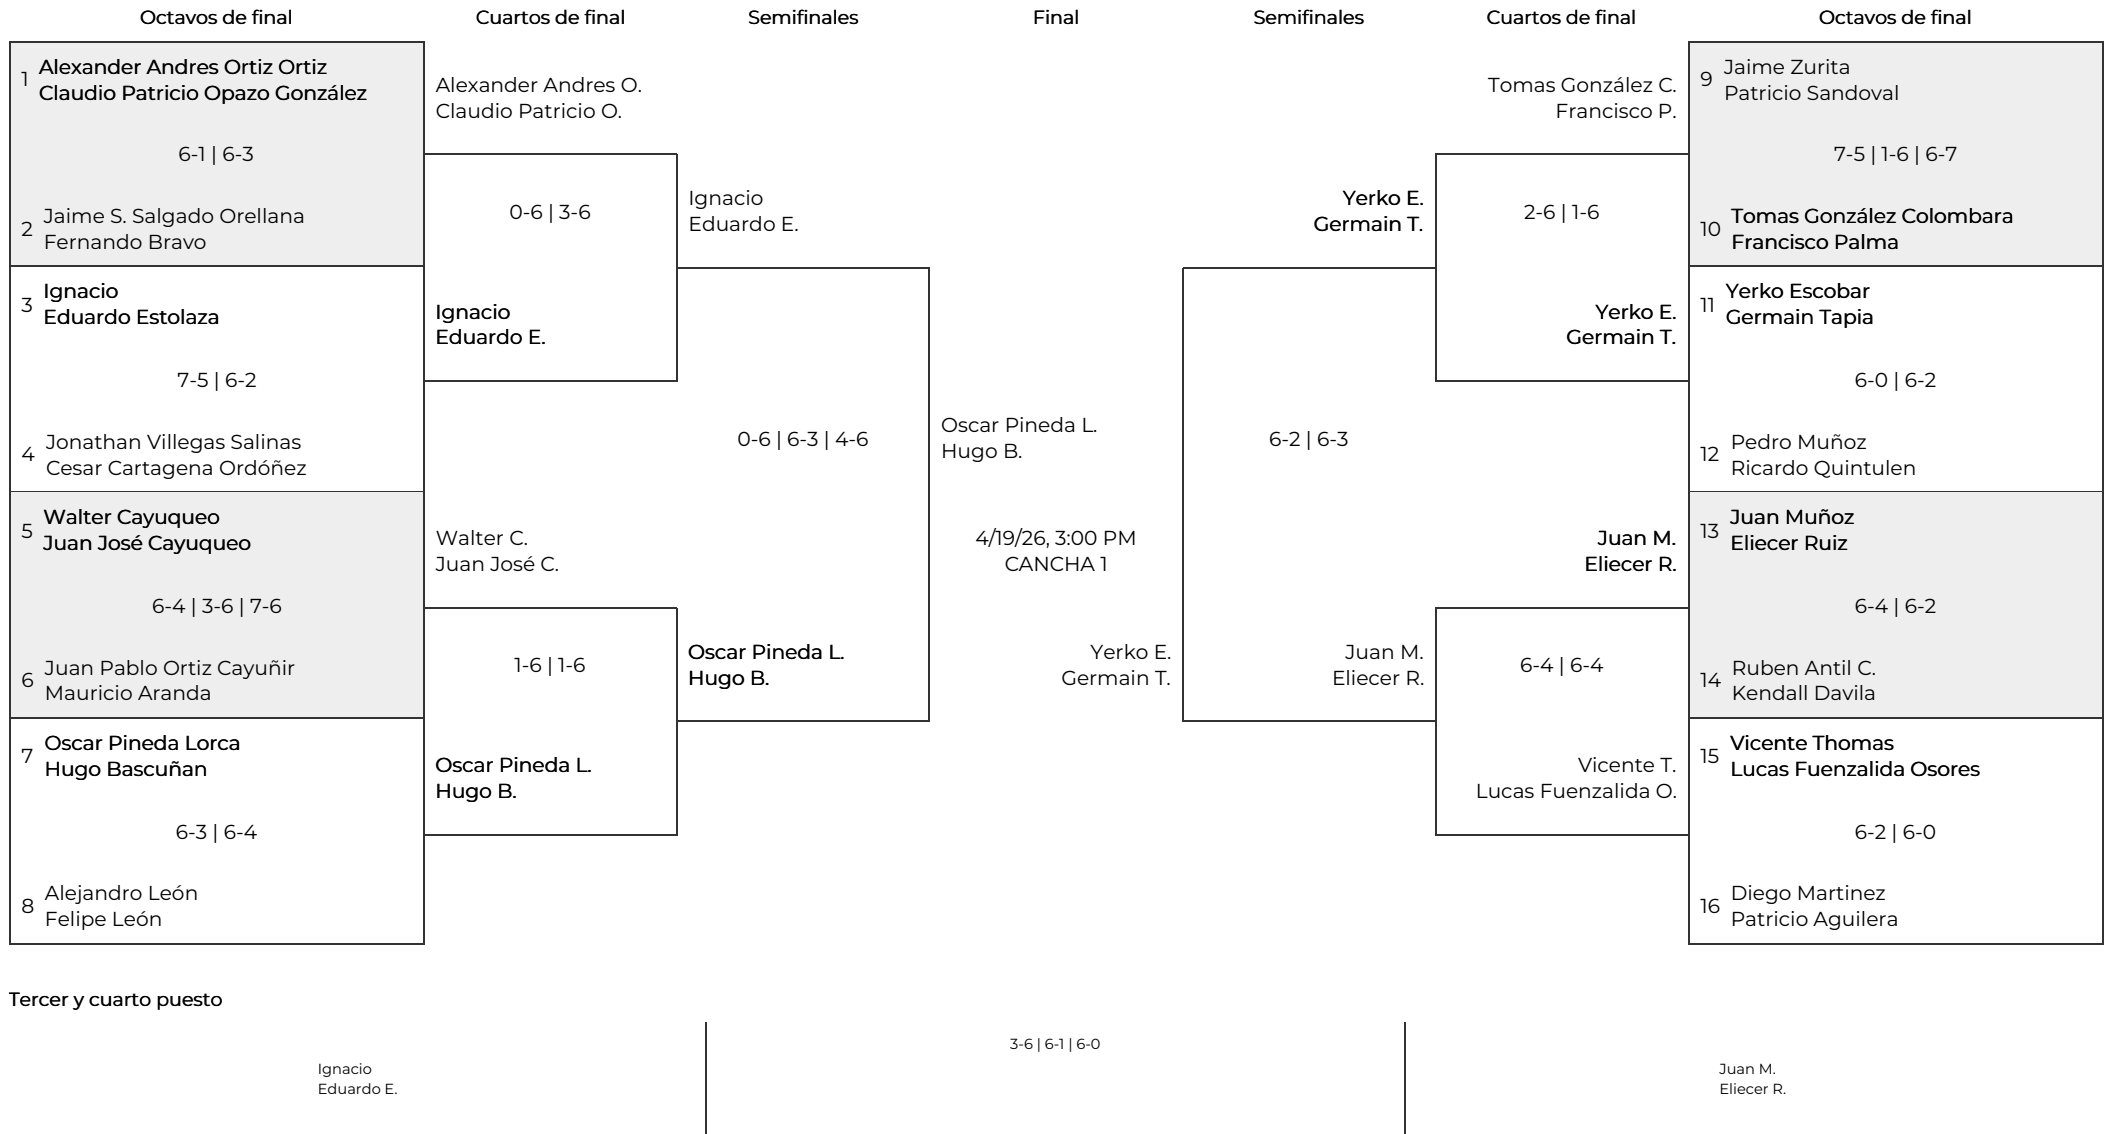 Octavos de final
Cuartos de final
Semifinales
Final
Semifinales
Cuartos de final
Octavos de final
1
Alexander Andres Ortiz Ortiz
Claudio Patricio Opazo González
6-1 | 6-3
2
Jaime S. Salgado Orellana
Fernando Bravo
3
Ignacio
Eduardo Estolaza
7-5 | 6-2
4
Jonathan Villegas Salinas
Cesar Cartagena Ordóñez
5
Walter Cayuqueo
Juan José Cayuqueo
6-4 | 3-6 | 7-6
6
Juan Pablo Ortiz Cayuñir
Mauricio Aranda
7
Oscar Pineda Lorca
Hugo Bascuñan
6-3 | 6-4
8
Alejandro León
Felipe León
Alexander Andres O.
Claudio Patricio O.
0-6 | 3-6
Ignacio
Eduardo E.
Walter C.
Juan José C.
1-6 | 1-6
Oscar Pineda L.
Hugo B.
Ignacio
Eduardo E.
0-6 | 6-3 | 4-6
Oscar Pineda L.
Hugo B.
Oscar Pineda L.
Hugo B.
4/19/26, 3:00 PM
CANCHA 1
Yerko E.
Germain T.
Yerko E.
Germain T.
6-2 | 6-3
Juan M.
Eliecer R.
Tomas González C.
Francisco P.
2-6 | 1-6
Yerko E.
Germain T.
Juan M.
Eliecer R.
6-4 | 6-4
Vicente T.
Lucas Fuenzalida O.
9
Jaime Zurita
Patricio Sandoval
7-5 | 1-6 | 6-7
10
Tomas González Colombara
Francisco Palma
11
Yerko Escobar
Germain Tapia
6-0 | 6-2
12
Pedro Muñoz
Ricardo Quintulen
13
Juan Muñoz
Eliecer Ruiz
6-4 | 6-2
14
Ruben Antil C.
Kendall Davila
15
Vicente Thomas
Lucas Fuenzalida Osores
6-2 | 6-0
16
Diego Martinez
Patricio Aguilera
Tercer y cuarto puesto
Ignacio
Eduardo E.
3-6 | 6-1 | 6-0
Juan M.
Eliecer R.